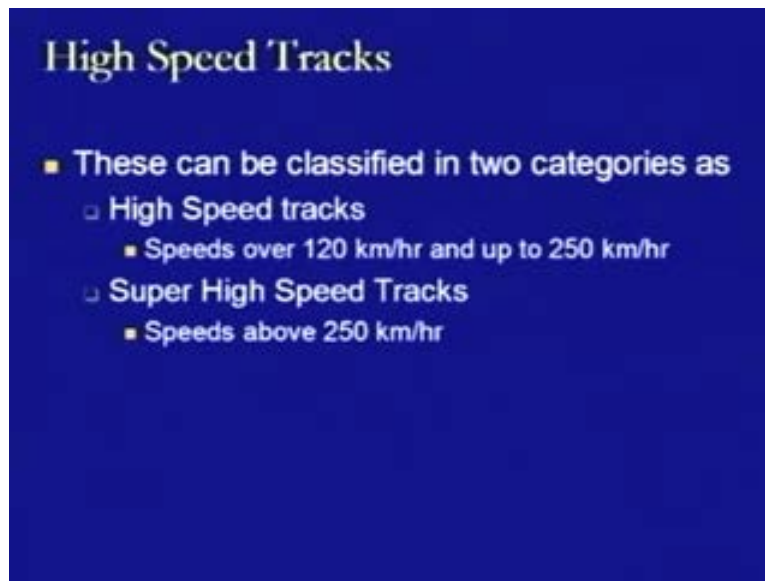 High Speed Tracks
These can be classified in two categories as
High Speed tracks
Speeds over 120 km/hr and up to 250 km/hr
Super High Speed Tracks
Speeds above 250 km/hr